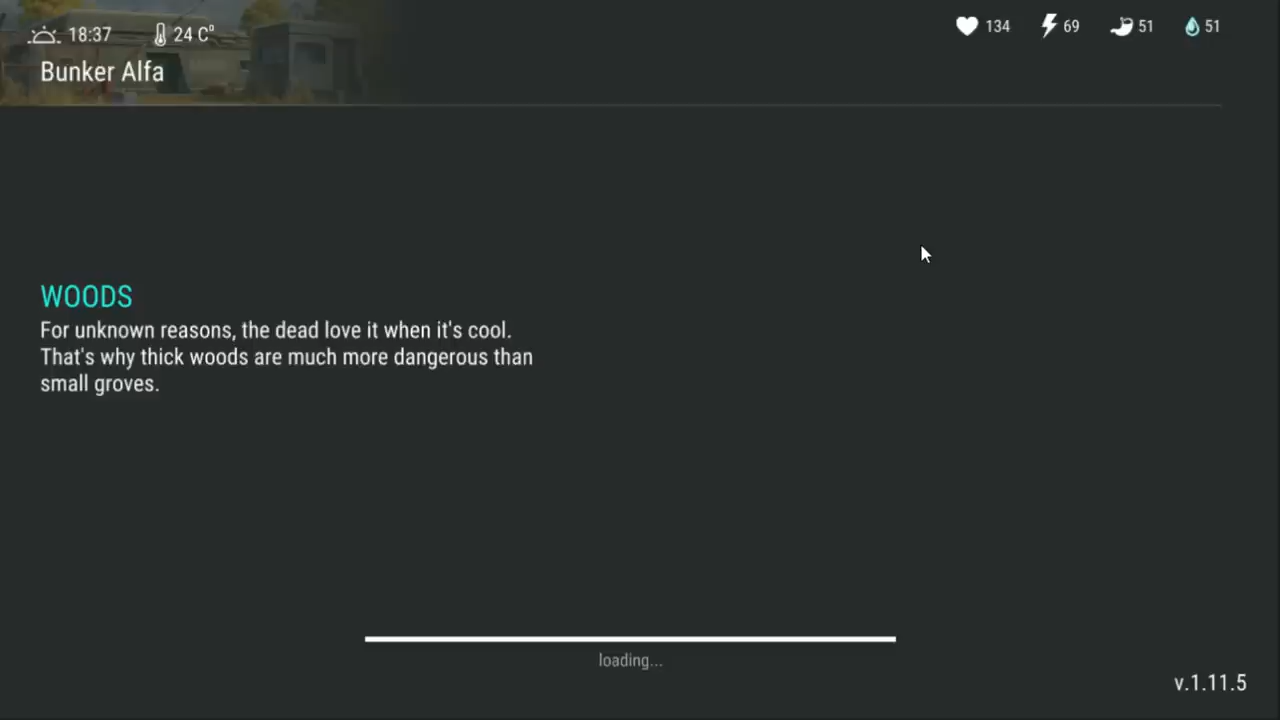 18:37 24 C° 134 69 51 51
Bunker Alfa
WOODS
For unknown reasons, the dead love it when it's cool.
That's why thick woods are much more dangerous than
small groves.
loading...
v.1.11.5